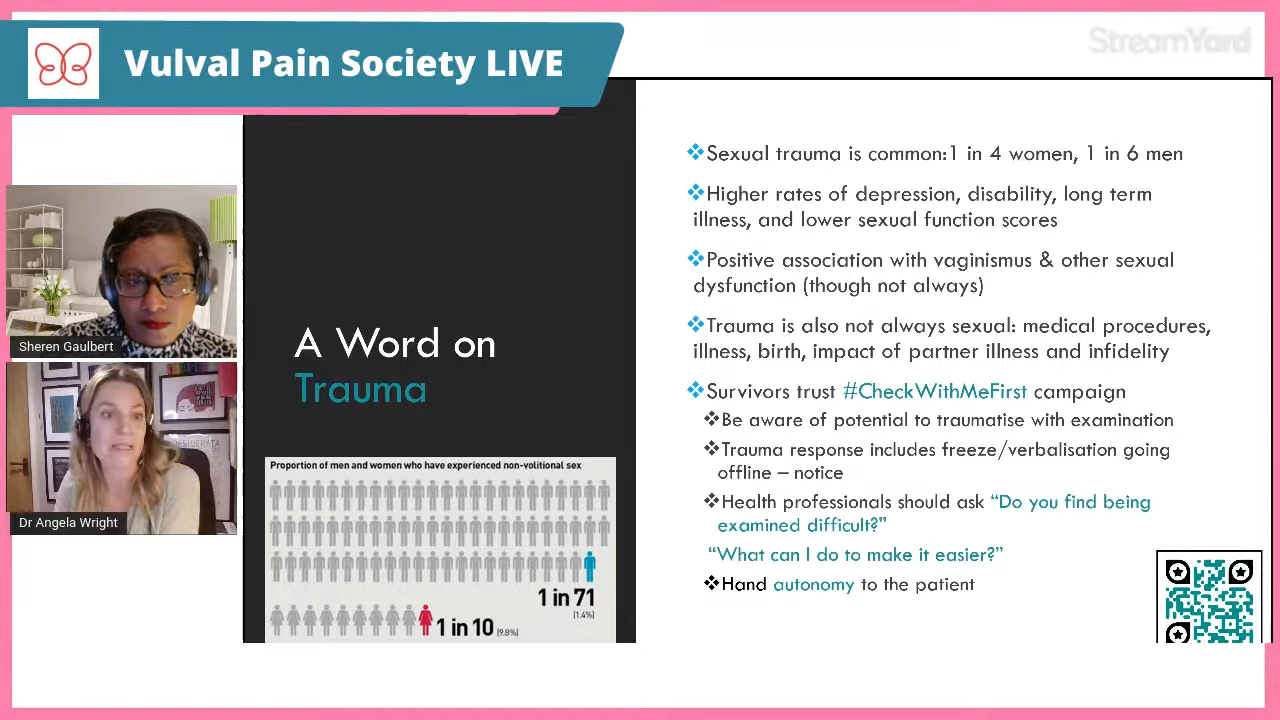 Vulval Pain Society LIVE
StreamYard
Sheren Gaulbert
Dr Angela Wright
DESIDERATA
A Word on
Trauma
Proportion of men and women who have experienced non-volitional sex
1 in 71
(1.4%)
1 in 10 (9.8%)
❖Sexual trauma is common:1 in 4 women, 1 in 6 men
❖Higher rates of depression, disability, long term
illness, and lower sexual function scores
❖Positive association with vaginismus & other sexual
dysfunction (though not always)
❖Trauma is also not always sexual: medical procedures,
illness, birth, impact of partner illness and infidelity
❖Survivors trust #CheckWithMeFirst campaign
❖Be aware of potential to traumatise with examination
❖Trauma response includes freeze/verbalisation going
offline – notice
❖Health professionals should ask “Do you find being
examined difficult?”
“What can I do to make it easier?”
❖Hand autonomy to the patient